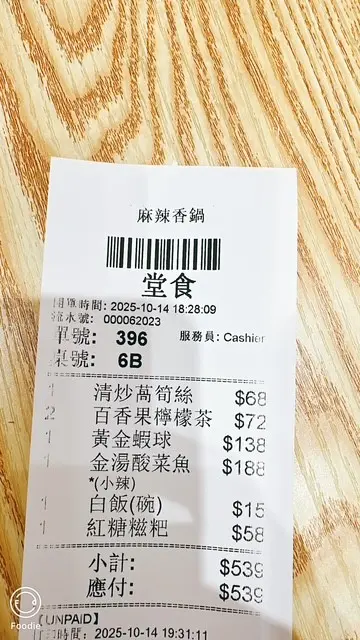 麻辣香鍋
堂食
開單時間: 2025-10-14 18:28:09
流水號: 000062023
單號: 396 服務員: Cashier
桌號: 6B
1 清炒萵筍絲 $68
2 百香果檸檬茶 $72
1 黃金蝦球 $138
1 金湯酸菜魚 $188
*(小辣)
1 白飯(碗) $15
1 紅糖糍粑 $58
小計: $539
應付: $539
【UNPAID】
打印時間: 2025-10-14 19:31:11
Foodie